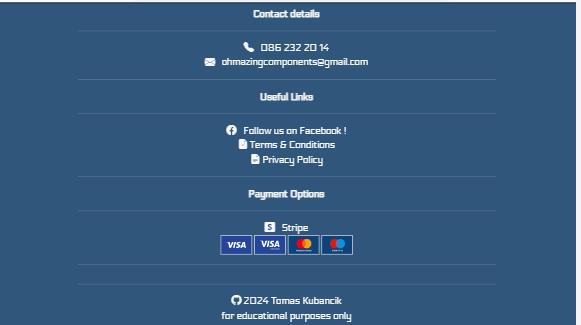 Contact details
086 232 20 14
ohmazingcomponents@gmail.com
Useful Links
Follow us on Facebook !
Terms & Conditions
Privacy Policy
Payment Options
S Stripe
VISA VISA
2024 Tomas Kubancik
for educational purposes only